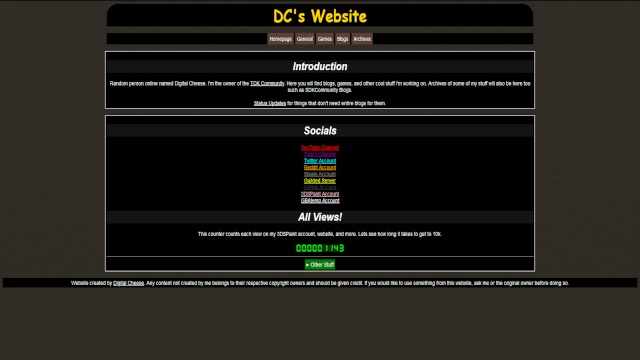 DC's Website
Homepage General Games Blogs Archives
Introduction
Random person online named Digital Cheese. I'm the owner of the TGK Community. Here you will find blogs, games, and other cool stuff I'm working on. Archives of some of my stuff will also be here too
such as SDKCommunity Blogs.
Status Updates for things that don't need entire blogs for them.
Socials
YouTube Channel
Twitter Account
Reddit Account
Steam Account
Guilded Server
3DSPaint Account
GBAtemp Account
All Views!
This counter counts each view on my 3DSPaint account, website, and more. Lets see how long it takes to get to 10k.
000001143
▸ Other Stuff
Website created by Digital Cheese. Any content not created by me belongs to their respective copyright owners and should be given credit. If you would like to use something from this website, ask me or the original owner before doing so.